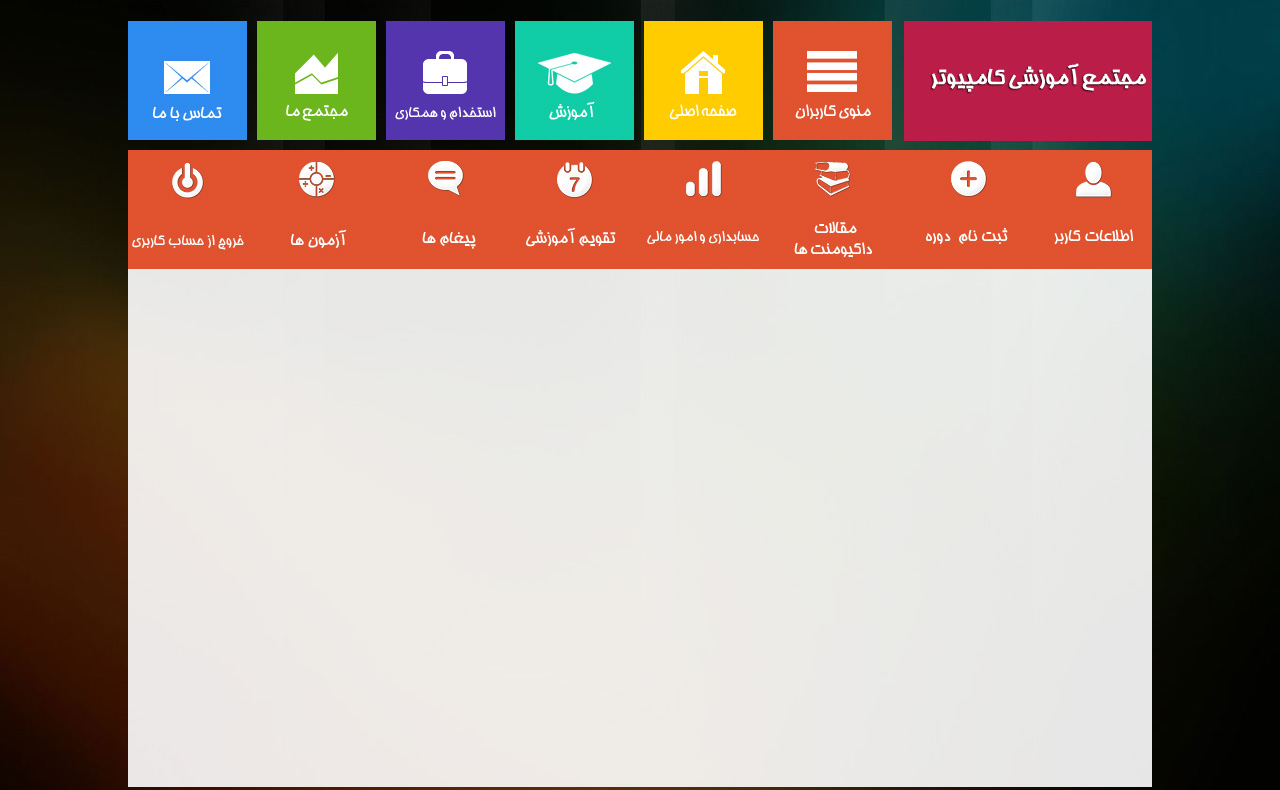 مجتمع آموزشی کامپیوتر
منوی کاربران
صفحه اصلی
آموزش
استخدام و همکاری
مجتمع ما
تماس با ما
اطلاعات کاربر
ثبت نام دوره
مقالات
داکیومنت ها
حسابداری و امور مالی
7
تقویم آموزشی
پیغام ها
آزمون ها
خروج از حساب کاربری